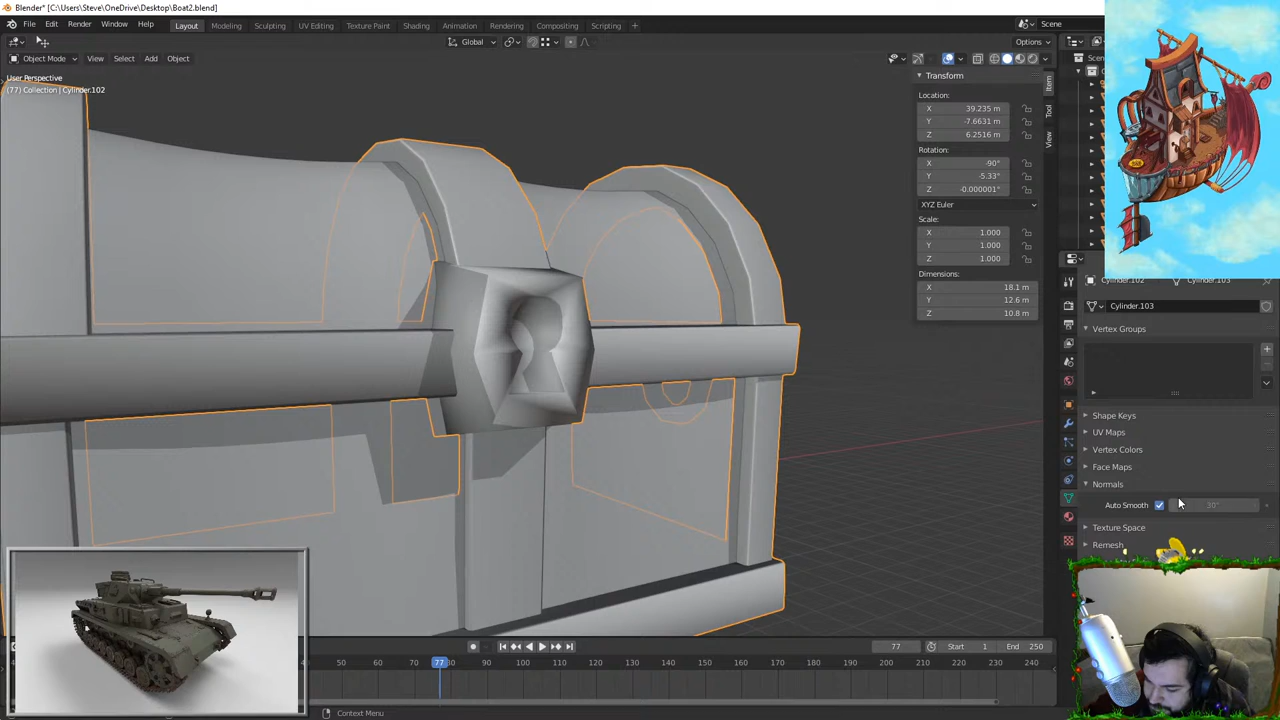 Blender* [C:\Users\Steve\OneDrive\Desktop\Boat2.blend]
File Edit Render Window Help Layout Modeling Sculpting UV Editing Texture Paint Shading Animation Rendering Compositing Scripting + Scene
Global Options
Object Mode View Select Add Object
User Perspective
(77) Collection | Cylinder.102
Transform
Location:
X 39.235 m
Y -7.6631 m
Z 6.2516 m
Rotation:
X -90°
Y -5.33°
Z -0.000001°
XYZ Euler
Scale:
X 1.000
Y 1.000
Z 1.000
Dimensions:
X 18.1 m
Y 12.6 m
Z 10.8 m
Item
Tool
View
Cylinder.102 Cylinder.103
Cylinder.103
Vertex Groups
Shape Keys
UV Maps
Vertex Colors
Face Maps
Normals
Auto Smooth 30°
Texture Space
Remesh
77 Start 1 End 250
50 60 70 77 80 90 100 110 120 130 140 150 160 170 180 190 200 210 220 230 240
Context Menu